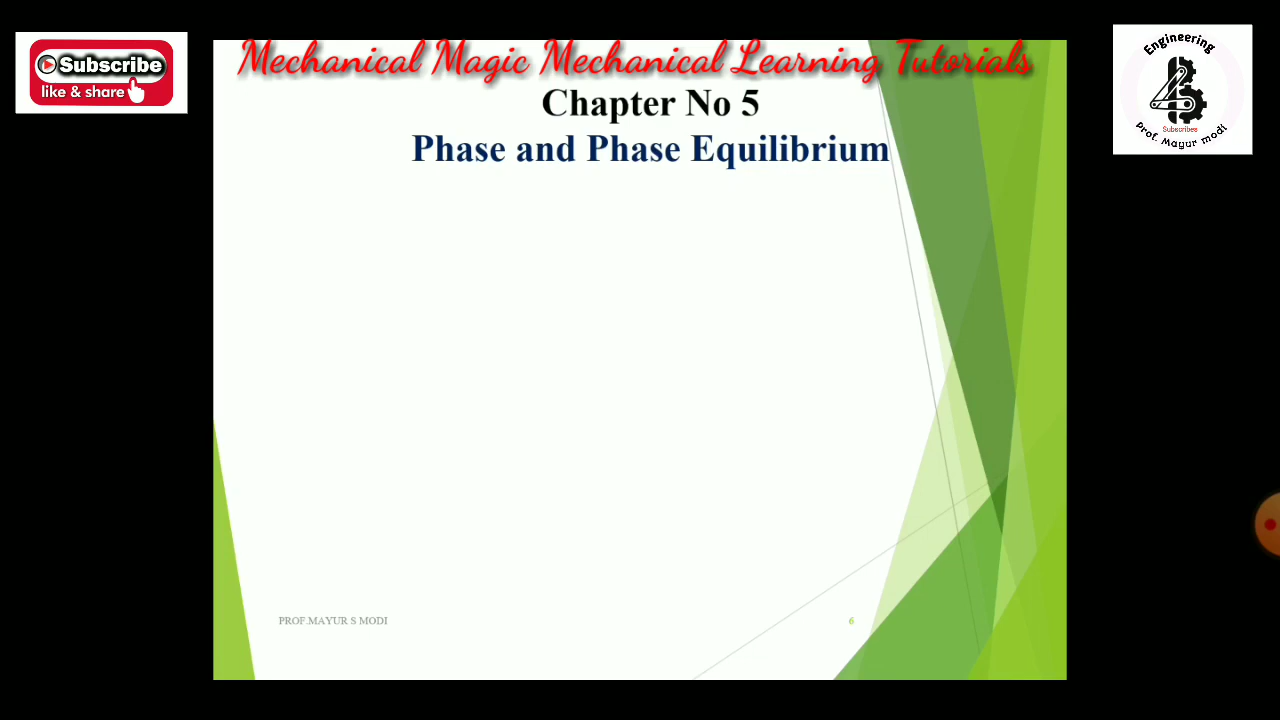 Subscribe
like & share
Mechanical Magic Mechanical Learning Tutorials
Chapter No 5
Phase and Phase Equilibrium
Engineering
Subscribes
Prof. Mayur modi
PROF.MAYUR S MODI
6